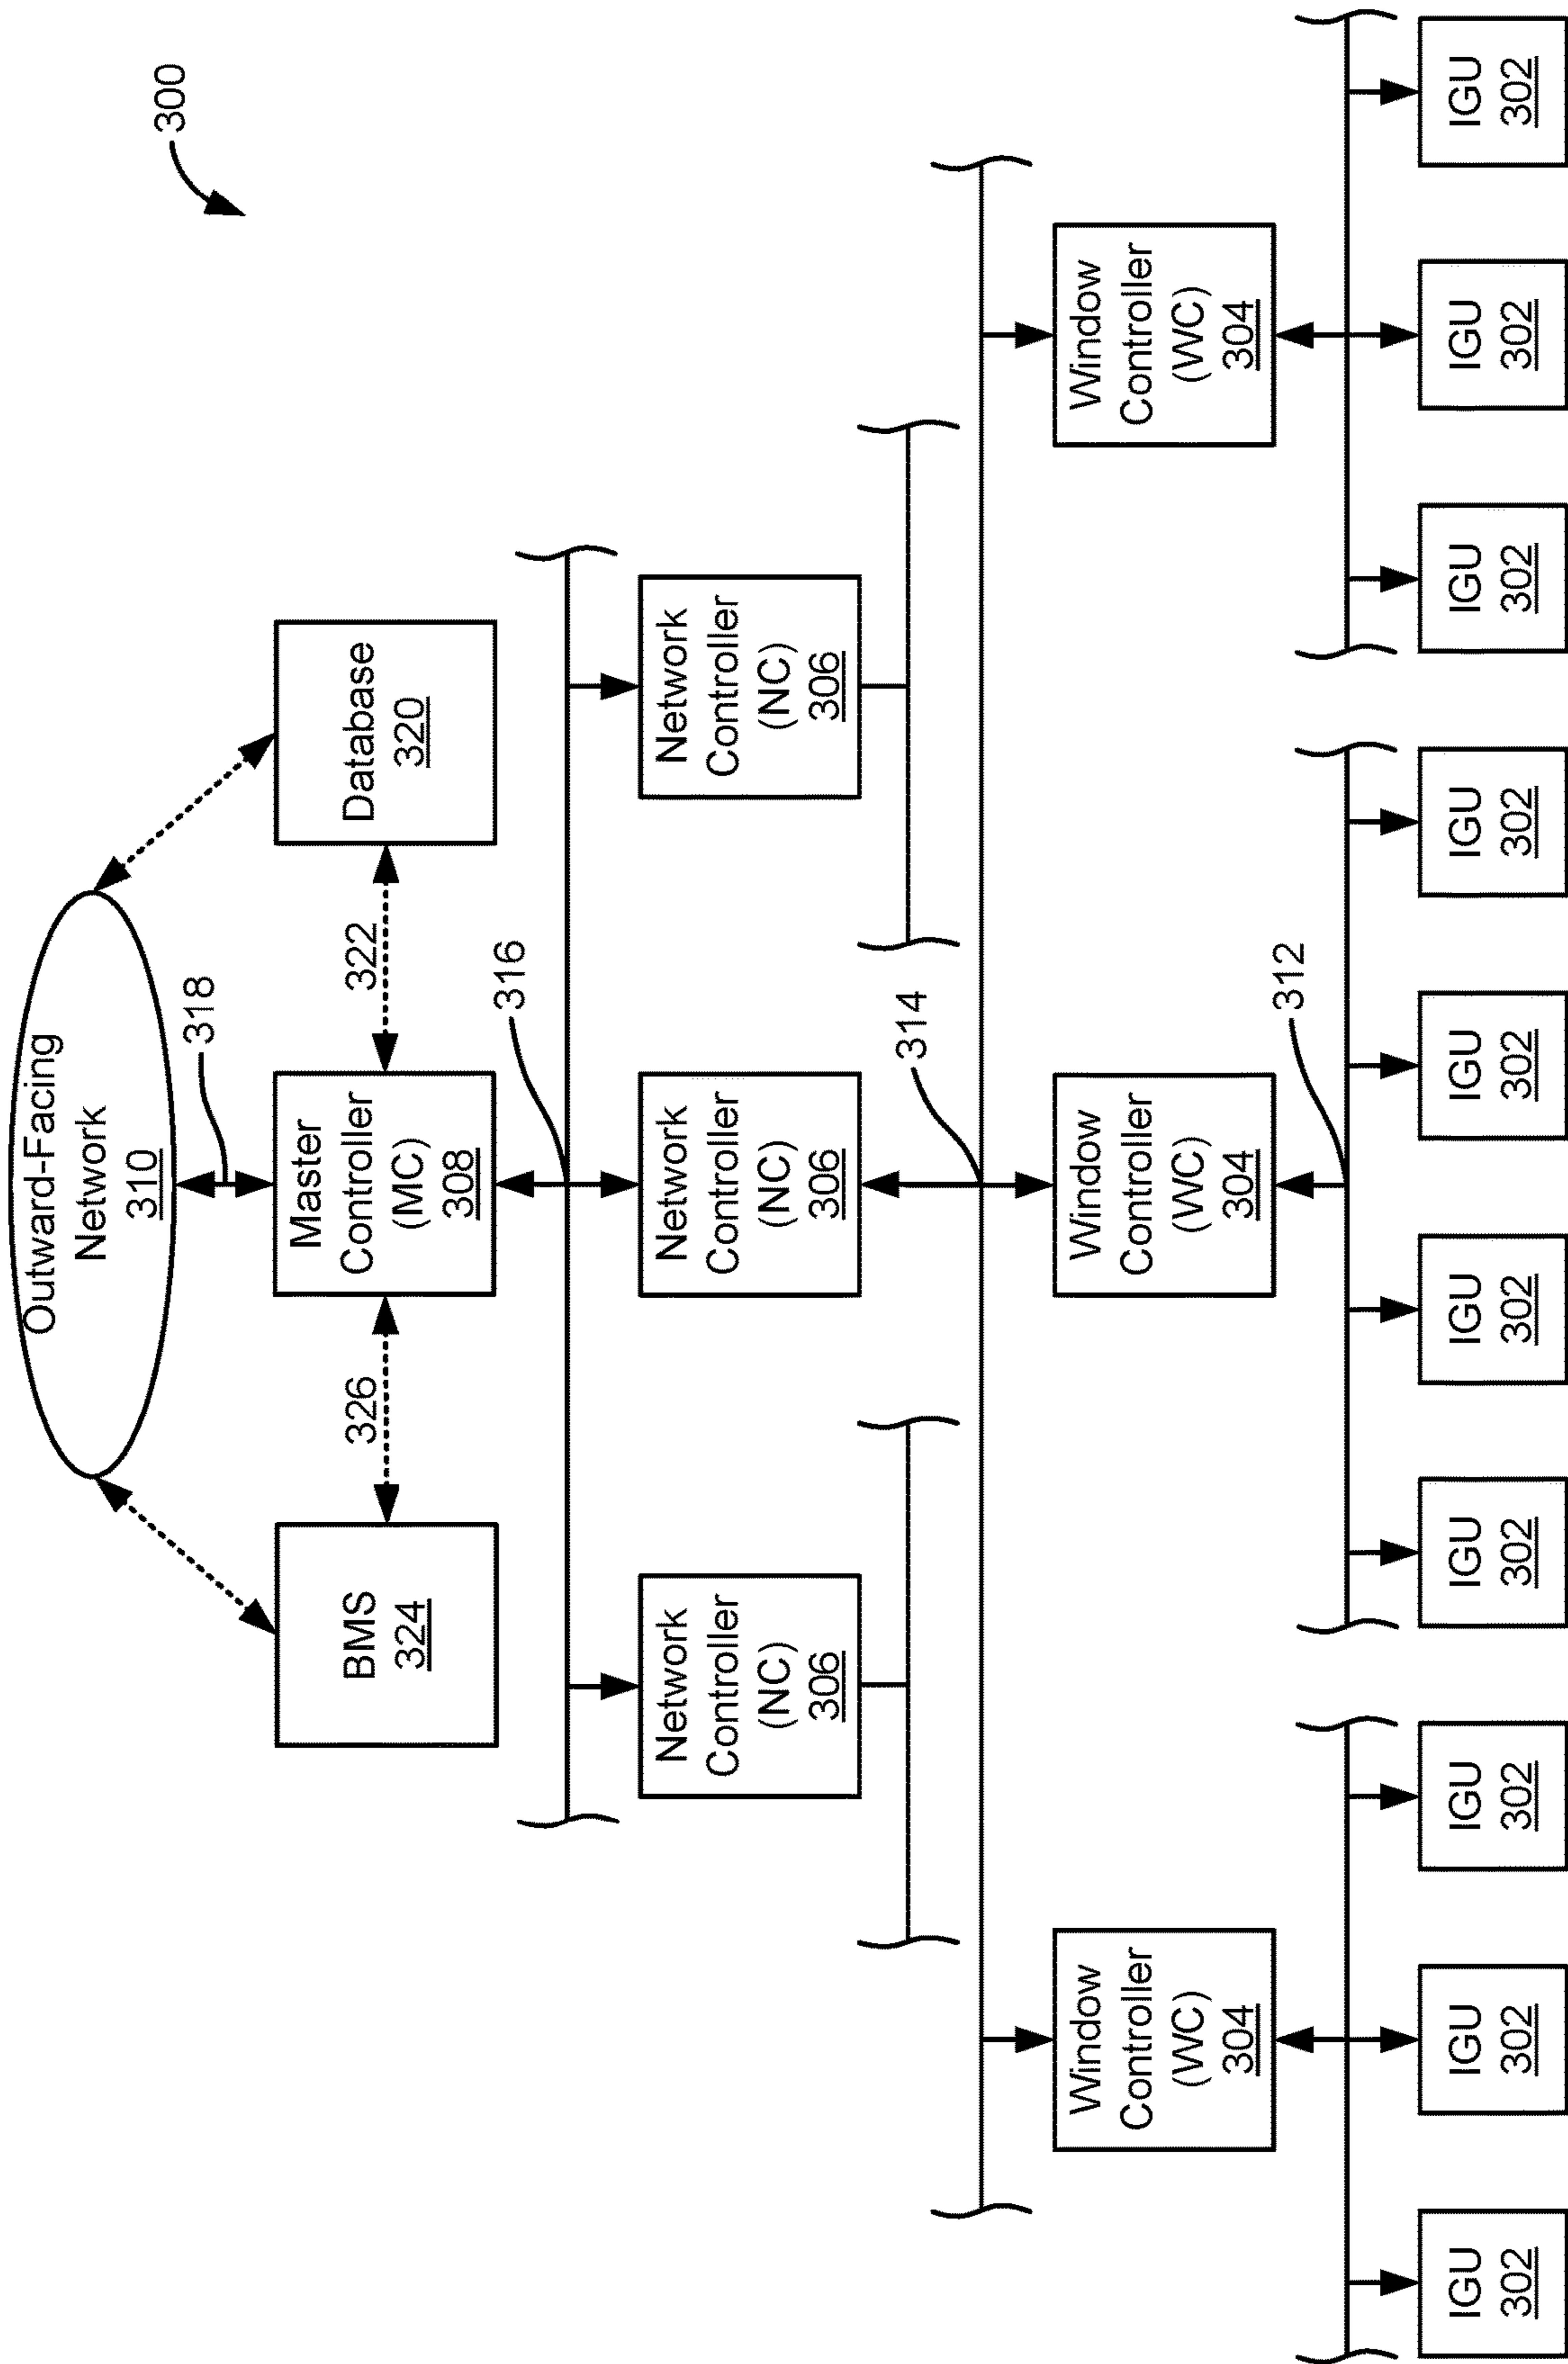 300
Outward-Facing
Network
310
318
BMS
324
326
Master
Controller
(MC)
308
322
Database
320
316
Network
Controller
(NC)
306
Network
Controller
(NC)
306
Network
Controller
(NC)
306
314
Window
Controller
(WC)
304
Window
Controller
(WC)
304
Window
Controller
(WC)
304
312
IGU
302
IGU
302
IGU
302
IGU
302
IGU
302
IGU
302
IGU
302
IGU
302
IGU
302
IGU
302